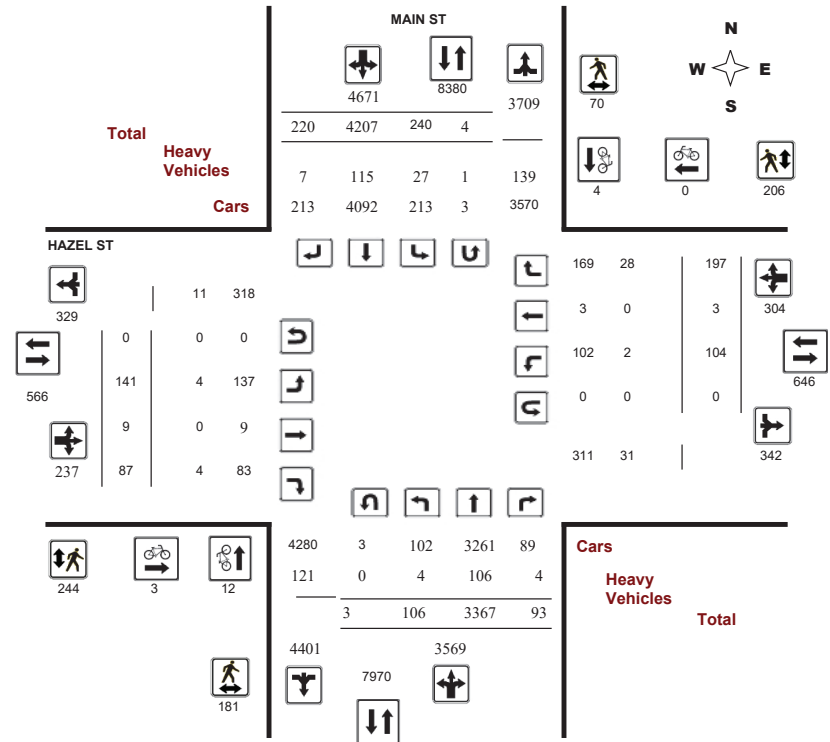 MAIN ST
N
W E
S
4671 8380 3709 70
Total 220 4207 240 4
Heavy
Vehicles 7 115 27 1 139
4 0 206
Cars 213 4092 213 3 3570
HAZEL ST
329 11 318
169 28 197
0 0 0
3 0 3 304
566 141 4 137
102 2 104 646
9 0 9
0 0 0
237 87 4 83
311 31 342
4280 3 102 3261 89 Cars
244 3 12 121 0 4 106 4 Heavy
Vehicles
3 106 3367 93 Total
4401 3569
7970
181